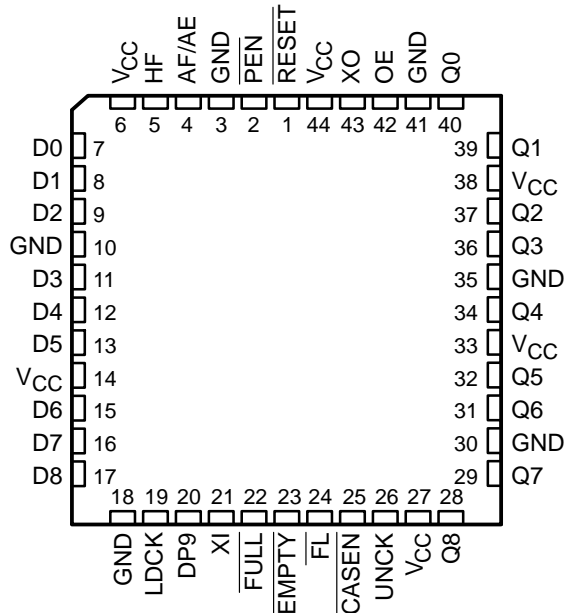 VCC HF AF/AE GND PEN RESET VCC XO OE GND Q0
6 5 4 3 2 1 44 43 42 41 40
D0 7 39 Q1
D1 8 38 VCC
D2 9 37 Q2
GND 10 36 Q3
D3 11 35 GND
D4 12 34 Q4
D5 13 33 VCC
VCC 14 32 Q5
D6 15 31 Q6
D7 16 30 GND
D8 17 29 Q7
18 19 20 21 22 23 24 25 26 27 28
GND LDCK DP9 XI FULL EMPTY FL CASEN UNCK VCC Q8